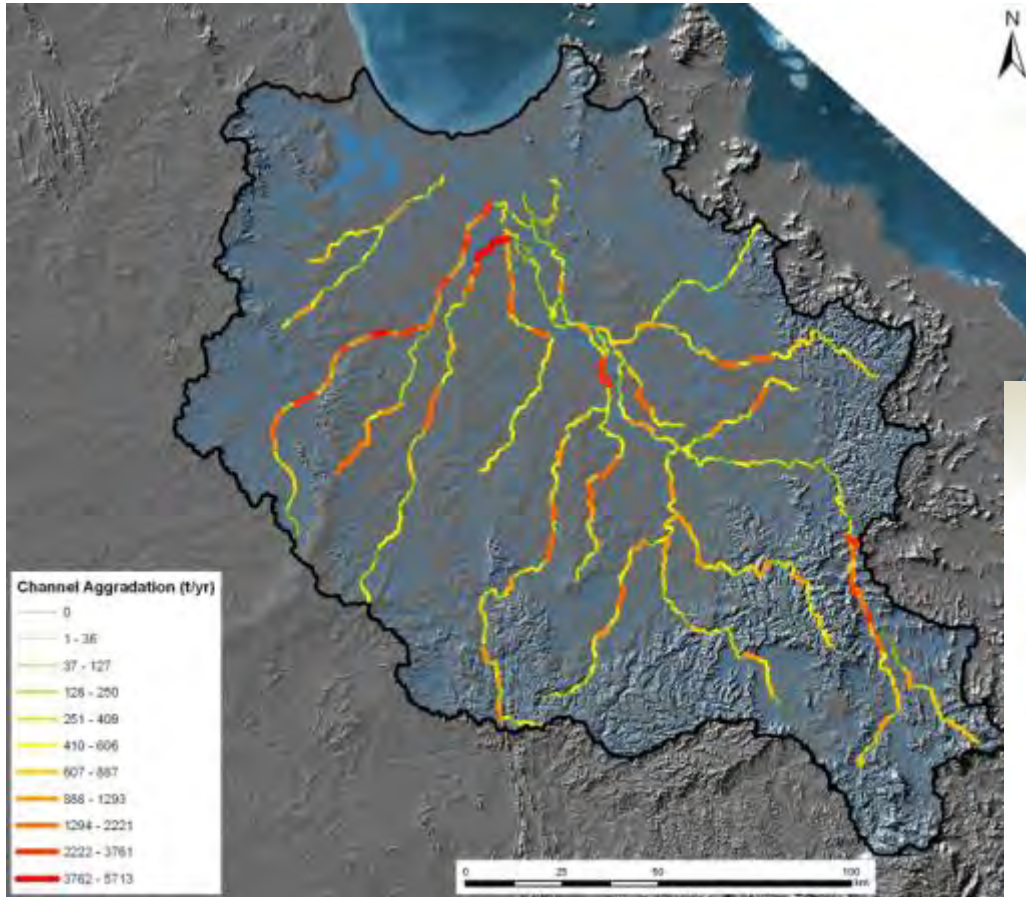 N
Channel Aggradation (t/yr)
0
1 - 36
37 - 127
128 - 250
251 - 409
410 - 606
607 - 887
888 - 1293
1294 - 2221
2222 - 3761
3762 - 5713
0 25 50 100
km